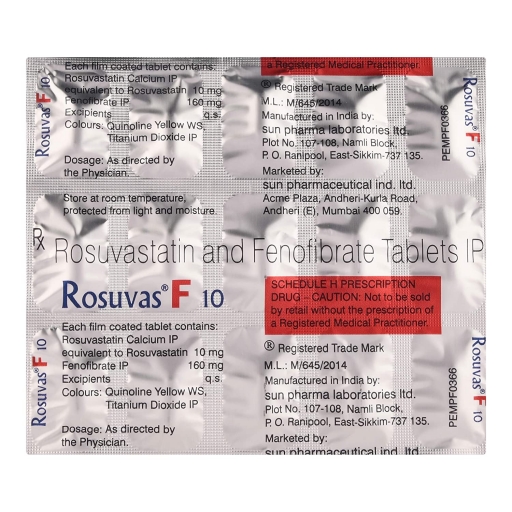 Each film coated tablet contains:
Rosuvastatin Calcium IP
equivalent to Rosuvastatin 10 mg
Fenofibrate IP 160 mg
Excipients q.s.
Colours: Quinoline Yellow WS,
Titanium Dioxide IP
Dosage: As directed by
the Physician.
Store at room temperature,
protected from light and moisture.
Rosuvas® F 10
a Registered Medical Practitioner.
® Registered Trade Mark
M.L.: M/645/2014
Manufactured in India by:
sun pharma laboratories ltd.
Plot No. 107-108, Namli Block,
P. O. Ranipool, East-Sikkim-737 135.
Marketed by:
sun pharmaceutical ind. ltd.
Acme Plaza, Andheri-Kurla Road,
Andheri (E), Mumbai 400 059.
PEMPF0366
Rosuvas® F 10
℞ Rosuvastatin and Fenofibrate Tablets IP
Rosuvas® F 10
SCHEDULE H PRESCRIPTION
DRUG – CAUTION: Not to be sold
by retail without the prescription of
a Registered Medical Practitioner.
Each film coated tablet contains:
Rosuvastatin Calcium IP
equivalent to Rosuvastatin 10 mg
Fenofibrate IP 160 mg
Excipients q.s.
Colours: Quinoline Yellow WS,
Titanium Dioxide IP
Dosage: As directed by
the Physician.
Rosuvas® F 10
® Registered Trade Mark
M.L.: M/645/2014
Manufactured in India by:
sun pharma laboratories ltd.
Plot No. 107-108, Namli Block,
P. O. Ranipool, East-Sikkim-737 135.
Marketed by:
sun pharmaceutical ind. ltd.
PEMPF0366
Rosuvas® F 10